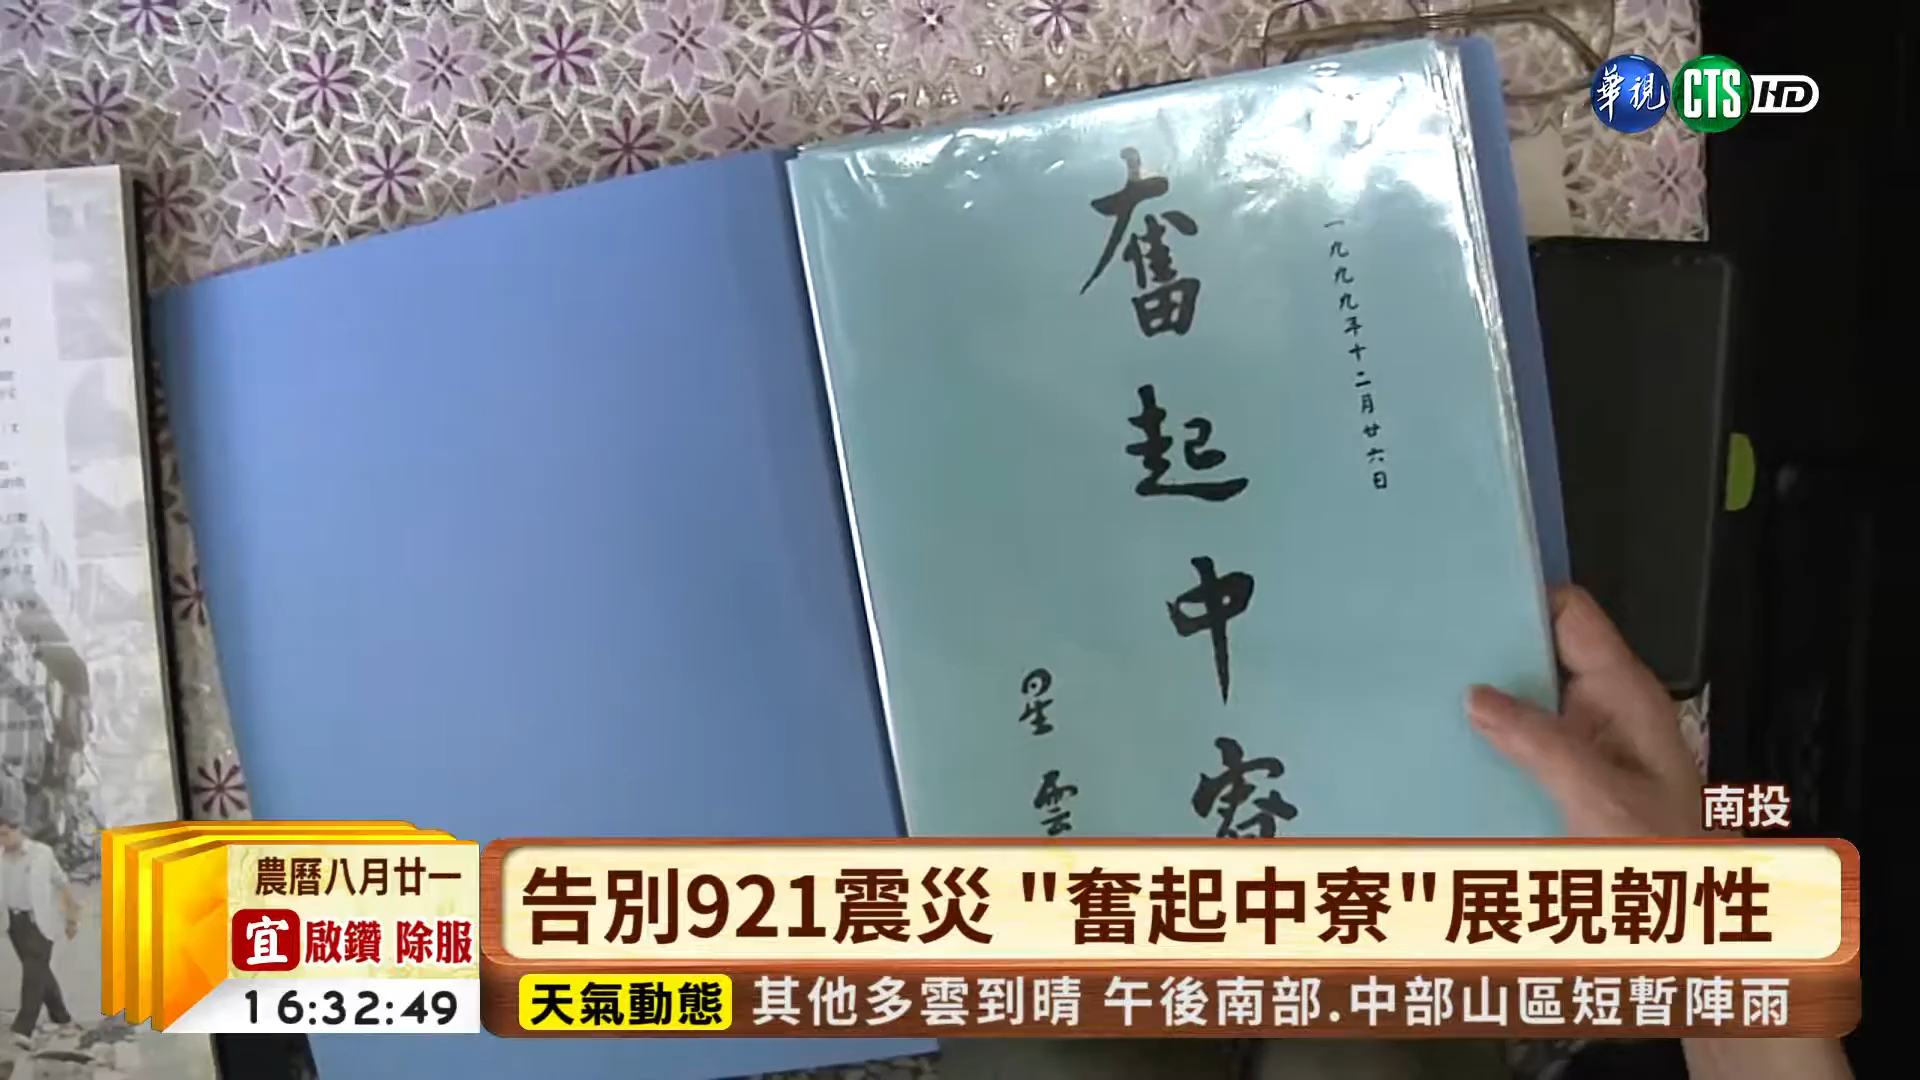 華視 CTS HD
一九九九年十二月廿六日
奮起中寮
星雲
南投
農曆八月廿一
宜 啟鑽 除服
16:32:49
告別921震災 "奮起中寮"展現韌性
天氣動態 其他多雲到晴 午後南部.中部山區短暫陣雨